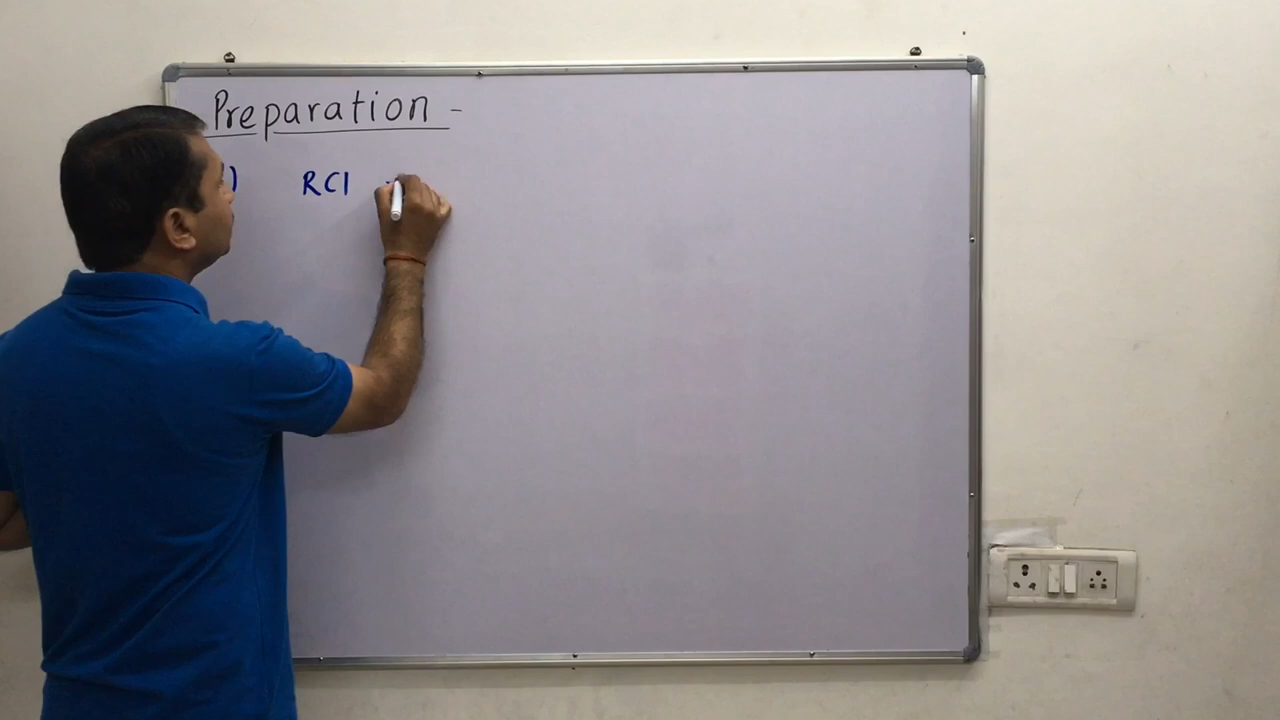 Preparation -
) RCl +